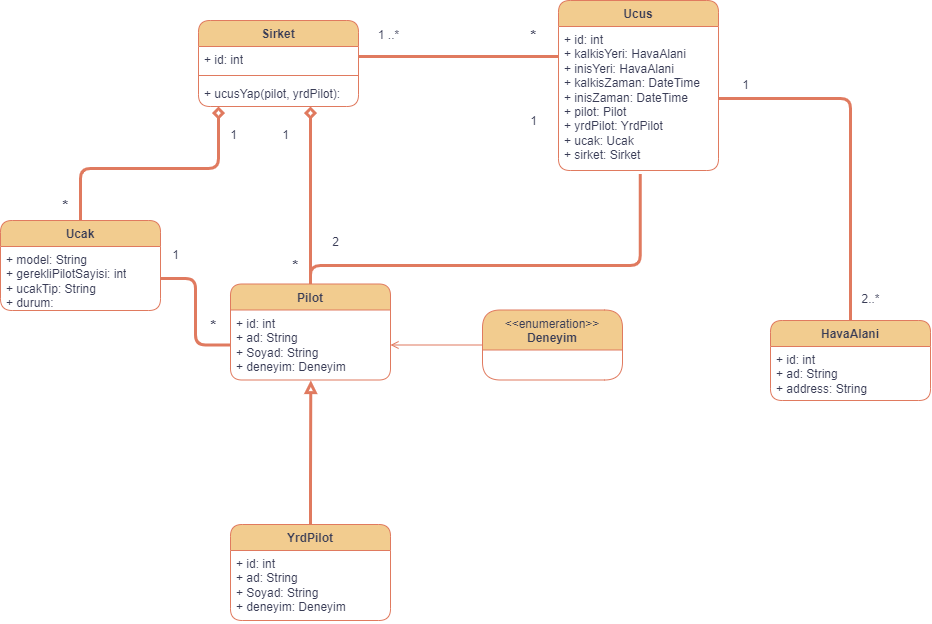 Sirket
+ id: int
+ ucusYap(pilot, yrdPilot):
1 ..*
*
Ucus
+ id: int
+ kalkisYeri: HavaAlani
+ inisYeri: HavaAlani
+ kalkisZaman: DateTime
+ inisZaman: DateTime
+ pilot: Pilot
+ yrdPilot: YrdPilot
+ ucak: Ucak
+ sirket: Sirket
1
1
1
1
*
Ucak
+ model: String
+ gerekliPilotSayisi: int
+ ucakTip: String
+ durum:
1
*
2
*
Pilot
+ id: int
+ ad: String
+ Soyad: String
+ deneyim: Deneyim
<<enumeration>>
Deneyim
2..*
HavaAlani
+ id: int
+ ad: String
+ address: String
YrdPilot
+ id: int
+ ad: String
+ Soyad: String
+ deneyim: Deneyim